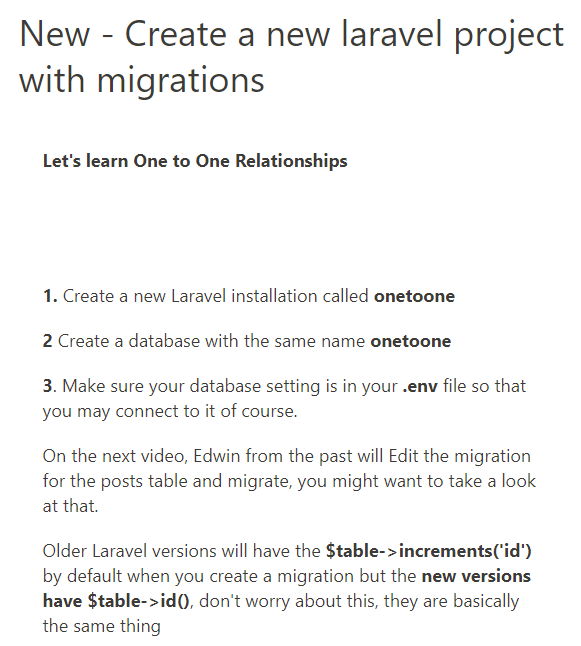 New - Create a new laravel project
with migrations
Let's learn One to One Relationships
1. Create a new Laravel installation called onetoone
2 Create a database with the same name onetoone
3. Make sure your database setting is in your .env file so that
you may connect to it of course.
On the next video, Edwin from the past will Edit the migration
for the posts table and migrate, you might want to take a look
at that.
Older Laravel versions will have the $table->increments('id')
by default when you create a migration but the new versions
have $table->id(), don't worry about this, they are basically
the same thing